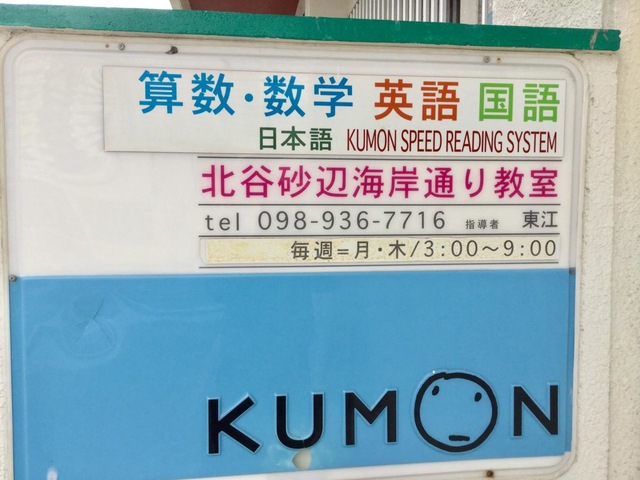 算数・数学 英語 国語
日本語 KUMON SPEED READING SYSTEM
北谷砂辺海岸通り教室
tel 098-936-7716 指導者 東江
毎週=月・木/3:00〜9:00
KUMON